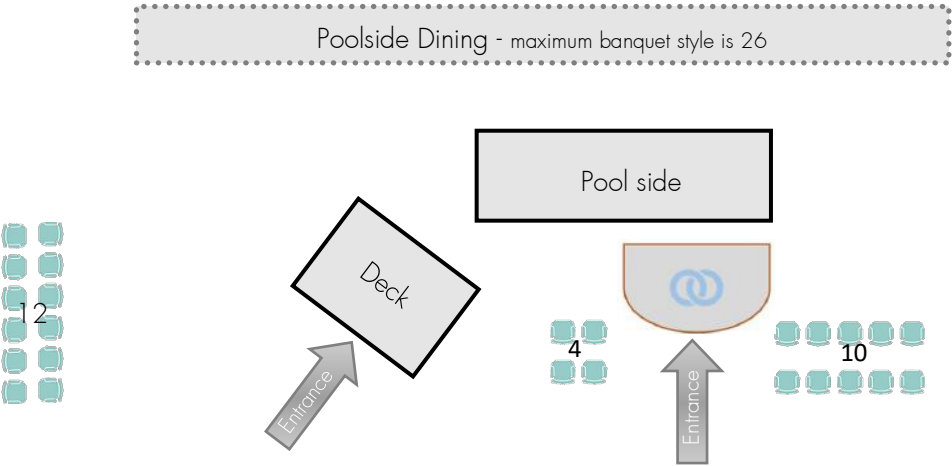 Poolside Dining - maximum banquet style is 26
Pool side
Deck
12
4
10
Entrance
Entrance